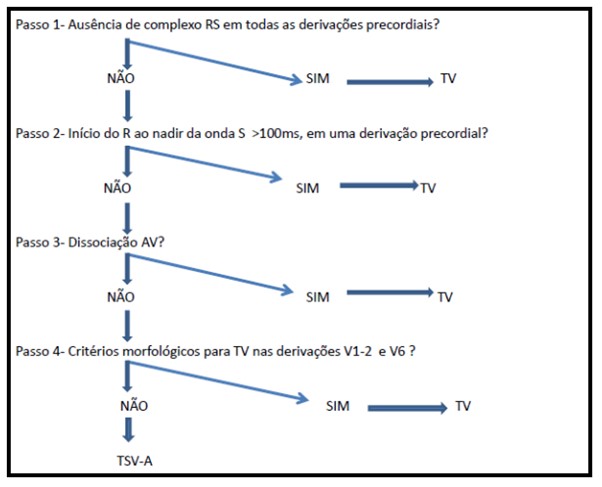 Passo 1- Ausência de complexo RS em todas as derivações precordiais?
NÃO SIM TV
Passo 2- Início do R ao nadir da onda S >100ms, em uma derivação precordial?
NÃO SIM TV
Passo 3- Dissociação AV?
NÃO SIM TV
Passo 4- Critérios morfológicos para TV nas derivações V1-2 e V6 ?
NÃO SIM TV
TSV-A